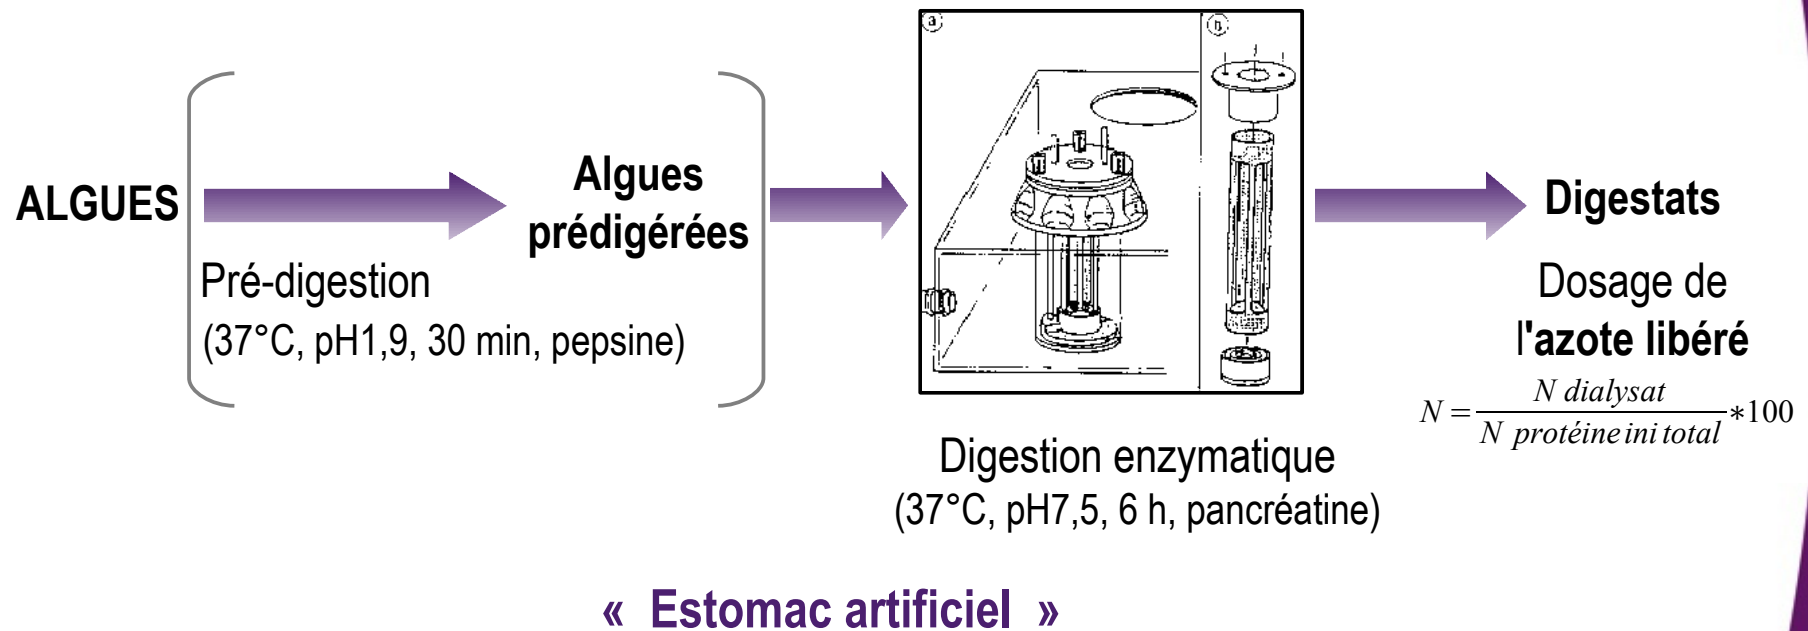 ALGUES
Pré-digestion
(37°C, pH1,9, 30 min, pepsine)
Algues
prédigérées
a
b
Digestion enzymatique
(37°C, pH7,5, 6 h, pancréatine)
Digestats
Dosage de
l'azote libéré
N = N dialysat / N protéine ini total *100
« Estomac artificiel »